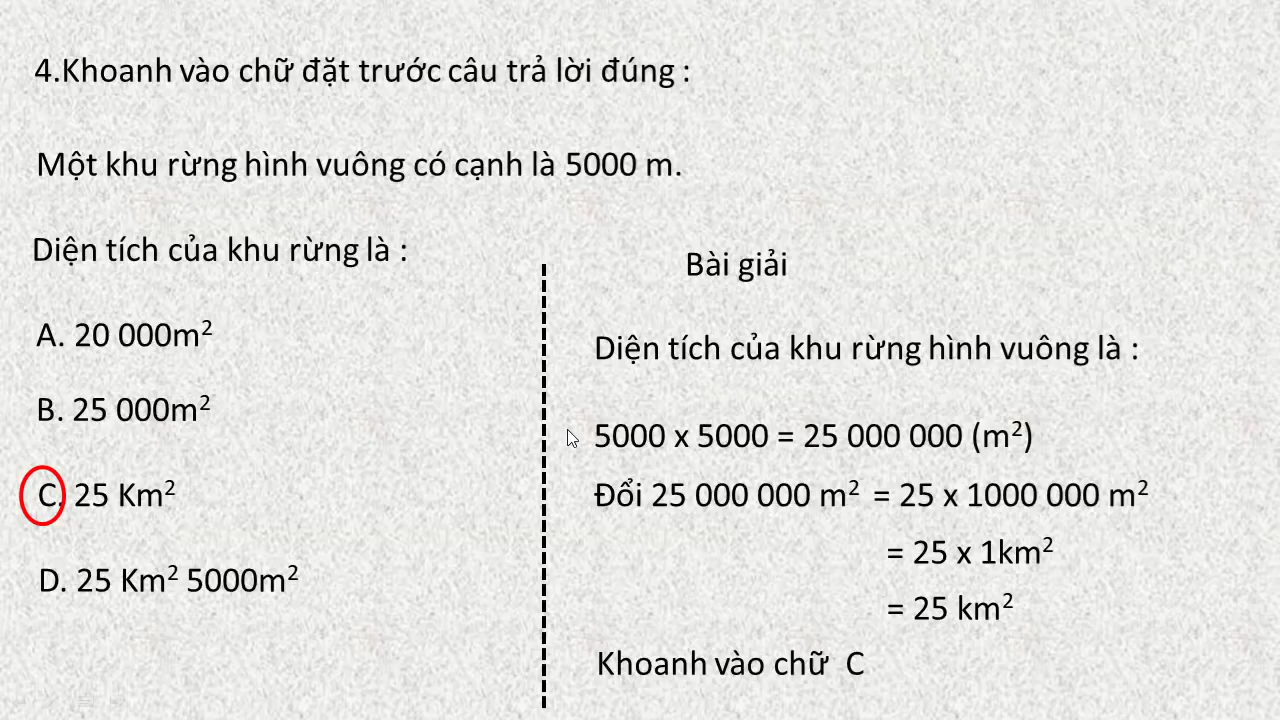 4.Khoanh vào chữ đặt trước câu trả lời đúng :
Một khu rừng hình vuông có cạnh là 5000 m.
Diện tích của khu rừng là :
A. 20 000m²
B. 25 000m²
C. 25 Km²
D. 25 Km² 5000m²
Bài giải
Diện tích của khu rừng hình vuông là :
5000 x 5000 = 25 000 000 (m²)
Đổi 25 000 000 m² = 25 x 1000 000 m²
= 25 x 1km²
= 25 km²
Khoanh vào chữ C